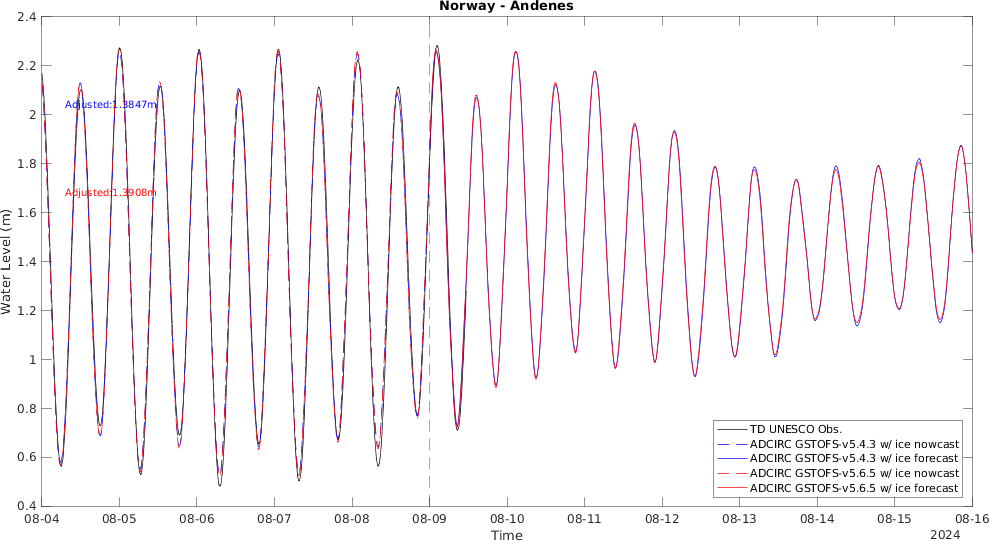 Norway - Andenes
2.4
2.2
2
1.8
1.6
1.4
1.2
1
0.8
0.6
0.4
Water Level (m)
Adjusted:1.3847m
Adjusted:1.3908m
TD UNESCO Obs.
ADCIRC GSTOFS-v5.4.3 w/ ice nowcast
ADCIRC GSTOFS-v5.4.3 w/ ice forecast
ADCIRC GSTOFS-v5.6.5 w/ ice nowcast
ADCIRC GSTOFS-v5.6.5 w/ ice forecast
08-04 08-05 08-06 08-07 08-08 08-09 08-10 08-11 08-12 08-13 08-14 08-15 08-16
Time
2024